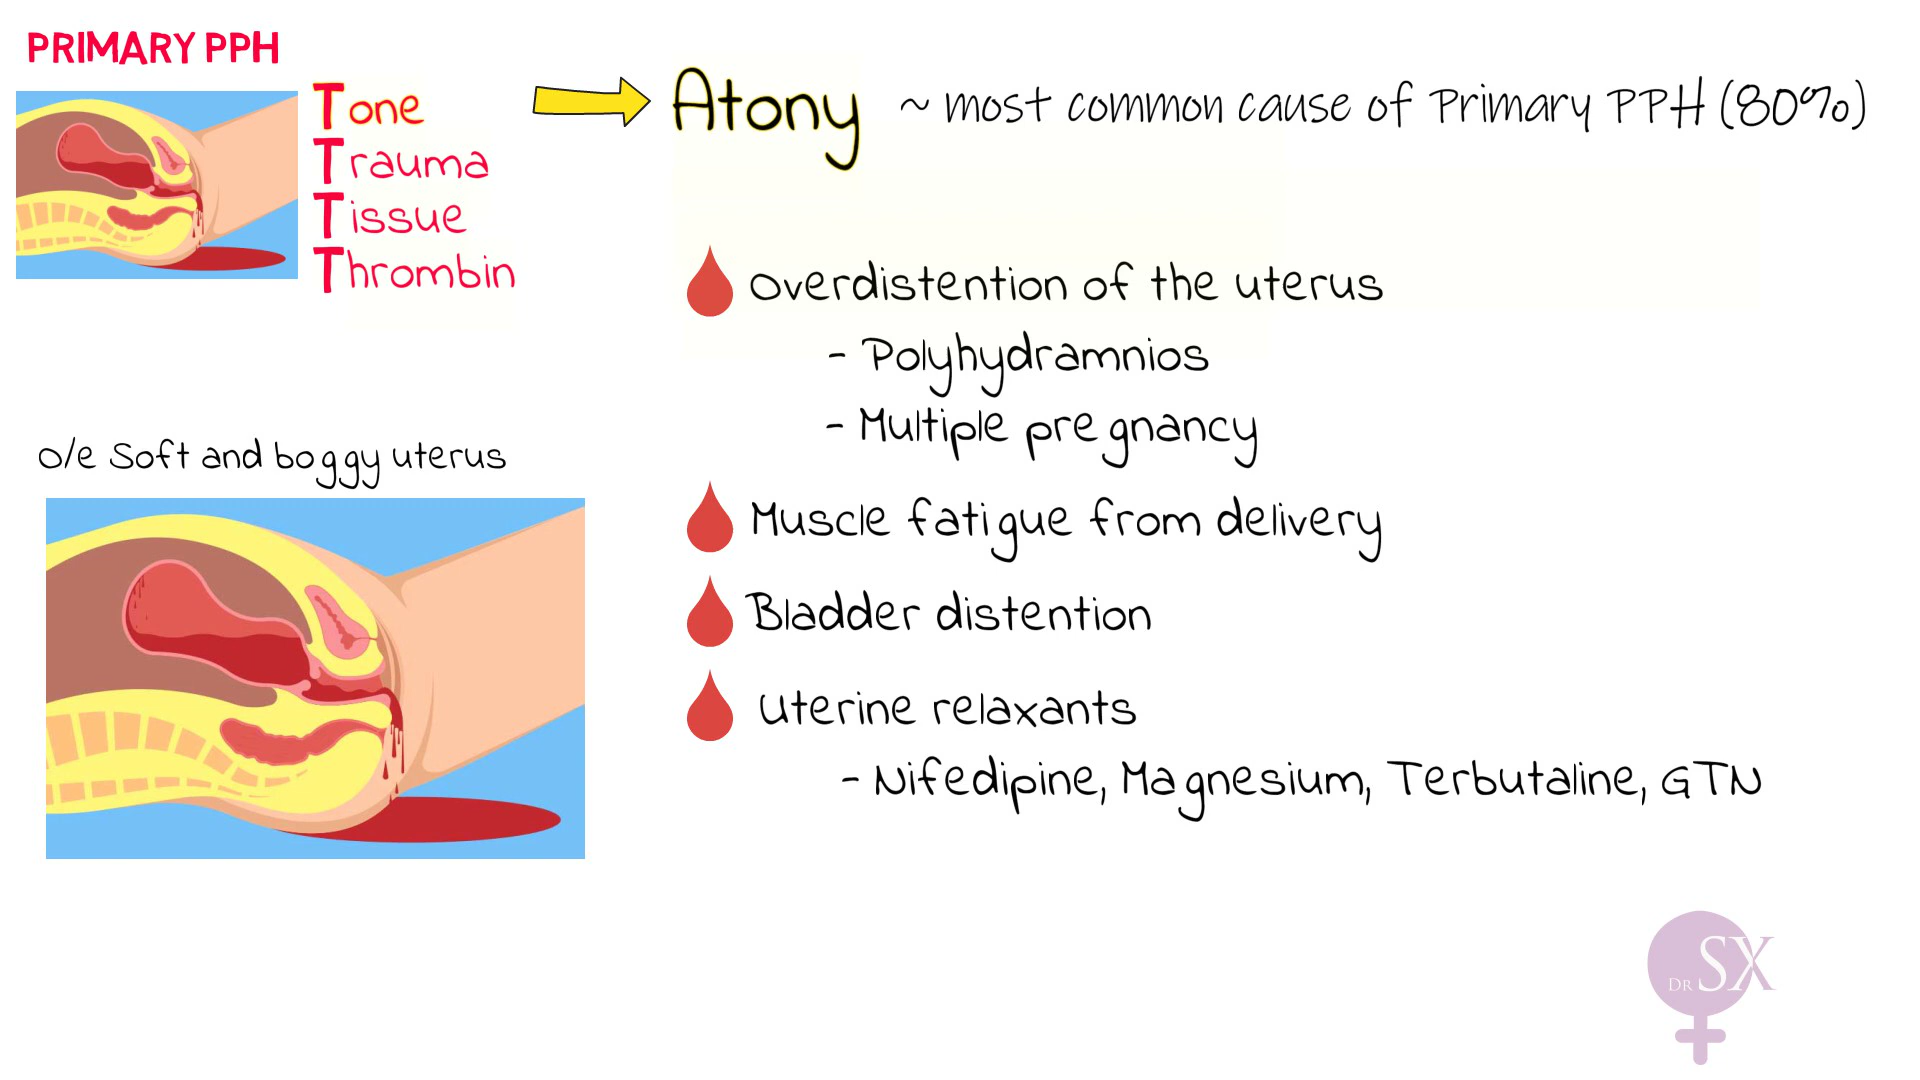 PRIMARY PPH
Tone
Trauma
Tissue
Thrombin
Atony ~ most common cause of Primary PPH (80%)
Overdistention of the uterus
- Polyhydramnios
- Multiple pregnancy
Muscle fatigue from delivery
Bladder distention
Uterine relaxants
- Nifedipine, Magnesium, Terbutaline, GTN
O/e Soft and boggy uterus
DR SX